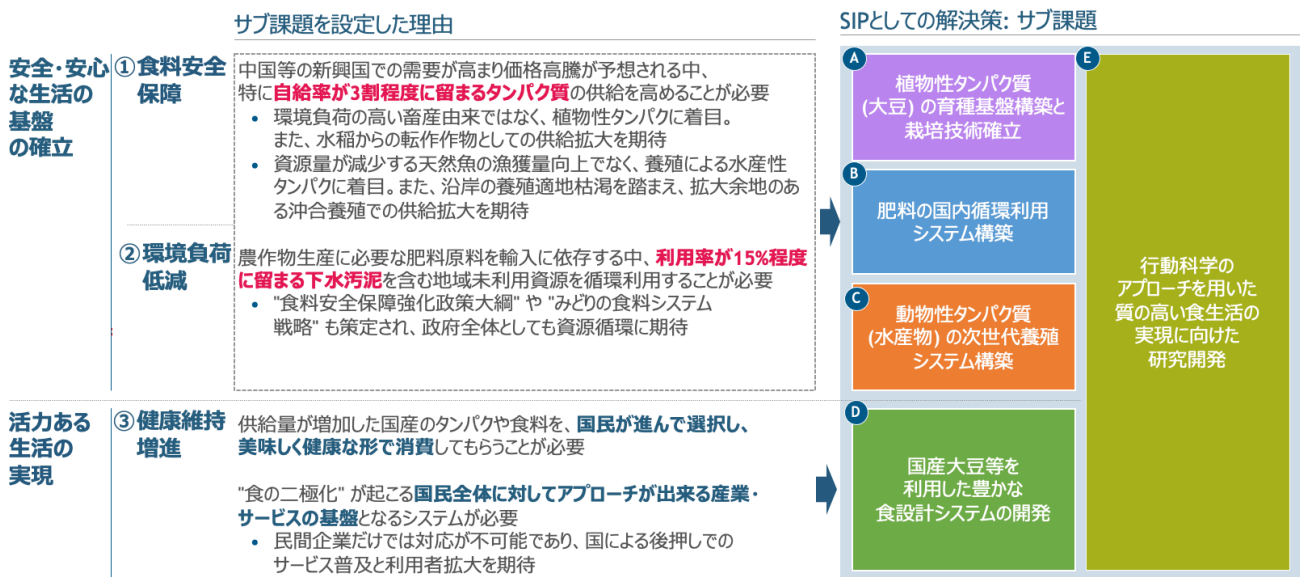 サブ課題を設定した理由
SIPとしての解決策: サブ課題
安全・安心
な生活の
基盤
の確立
①食料安全
保障
中国等の新興国での需要が高まり価格高騰が予想される中、
特に自給率が3割程度に留まるタンパク質の供給を高めることが必要
• 環境負荷の高い畜産由来ではなく、植物性タンパクに着目。
また、水稲からの転作作物としての供給拡大を期待
• 資源量が減少する天然魚の漁獲量向上でなく、養殖による水産性
タンパクに着目。また、沿岸の養殖適地枯渇を踏まえ、拡大余地のあ
る沖合養殖での供給拡大を期待
②環境負荷
低減
農作物生産に必要な肥料原料を輸入に依存する中、利用率が15%程度
に留まる下水汚泥を含む地域未利用資源を循環利用することが必要
• "食料安全保障強化政策大綱" や "みどりの食料システム
戦略" も策定され、政府全体としても資源循環に期待
活力ある
生活の
実現
③健康維持
増進
供給量が増加した国産のタンパクや食料を、国民が進んで選択し、
美味しく健康な形で消費してもらうことが必要
"食の二極化" が起こる国民全体に対してアプローチが出来る産業・
サービスの基盤となるシステムが必要
• 民間企業だけでは対応が不可能であり、国による後押しでの
サービス普及と利用者拡大を期待
A
植物性タンパク質
(大豆) の育種基盤構築と
栽培技術確立
B
肥料の国内循環利用
システム構築
C
動物性タンパク質
(水産物) の次世代養殖
システム構築
D
国産大豆等を
利用した豊かな
食設計システムの開発
E
行動科学の
アプローチを用いた
質の高い食生活の
実現に向けた
研究開発